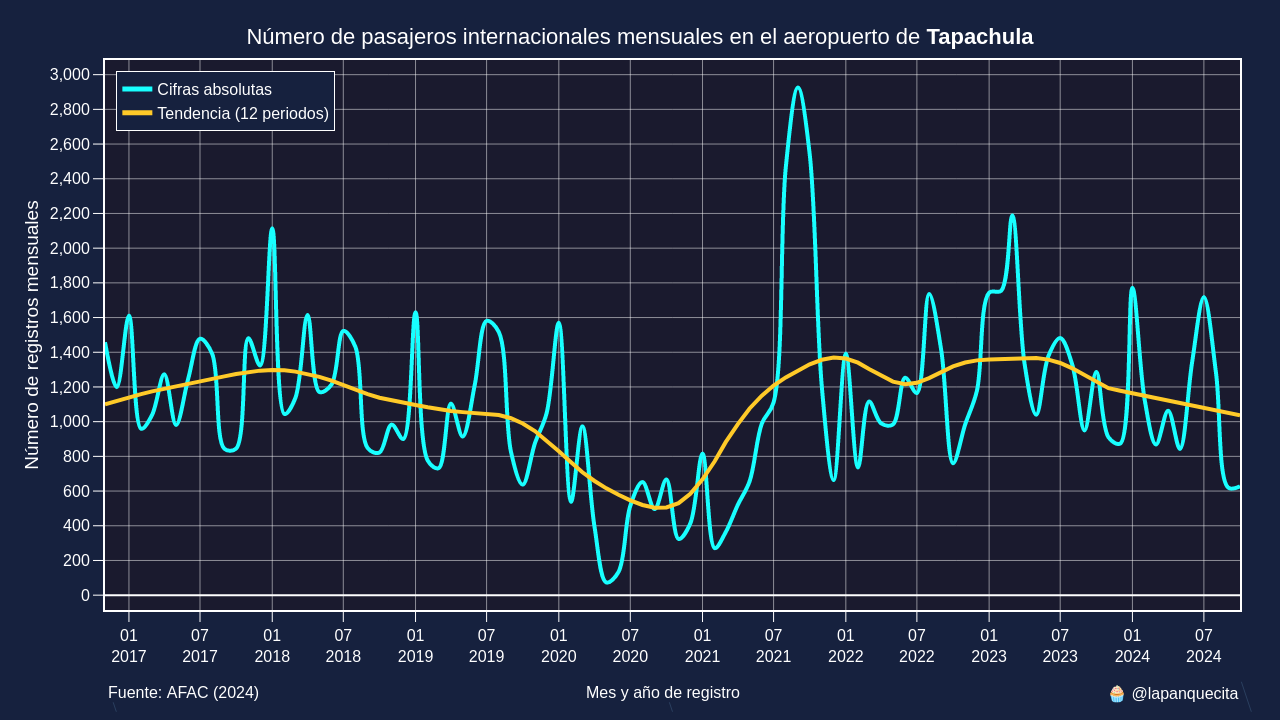 Número de pasajeros internacionales mensuales en el aeropuerto de Tapachula
Cifras absolutas
Tendencia (12 periodos)
Número de registros mensuales
3,000
2,800
2,600
2,400
2,200
2,000
1,800
1,600
1,400
1,200
1,000
800
600
400
200
0
01 07 01 07 01 07 01 07 01 07 01 07 01 07 01 07
2017 2017 2018 2018 2019 2019 2020 2020 2021 2021 2022 2022 2023 2023 2024 2024
Fuente: AFAC (2024) Mes y año de registro 🧁 @lapanquecita